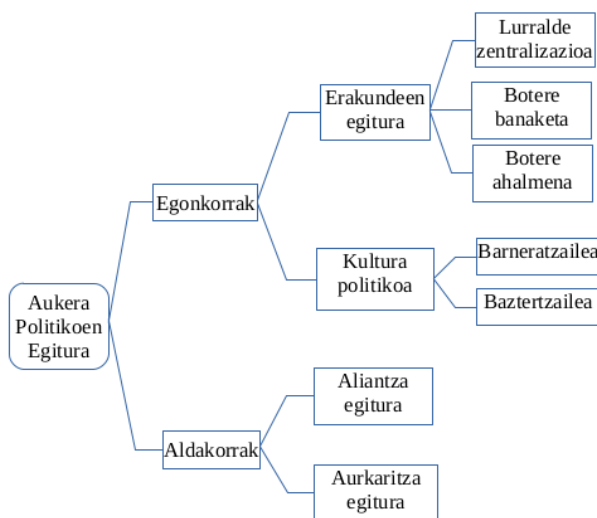 Aukera
Politikoen
Egitura
Egonkorrak
Erakundeen
egitura
Lurralde
zentralizazioa
Botere
banaketa
Botere
ahalmena
Kultura
politikoa
Barneratzailea
Baztertzailea
Aldakorrak
Aliantza
egitura
Aurkaritza
egitura